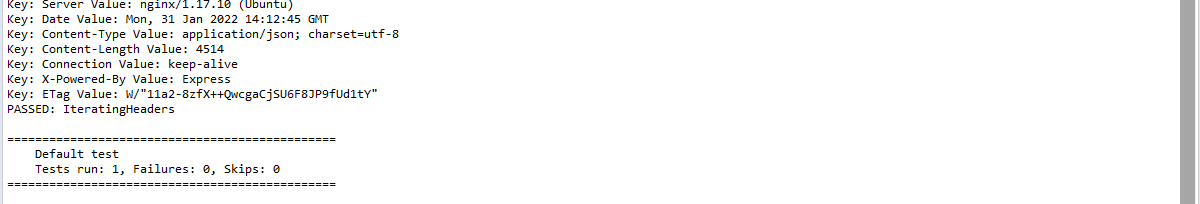 Key: Server Value: nginx/1.17.10 (Ubuntu)
Key: Date Value: Mon, 31 Jan 2022 14:12:45 GMT
Key: Content-Type Value: application/json; charset=utf-8
Key: Content-Length Value: 4514
Key: Connection Value: keep-alive
Key: X-Powered-By Value: Express
Key: ETag Value: W/"11a2-8zfX++QwcgaCjSU6F8JP9fUd1tY"
PASSED: IteratingHeaders
===============================================
    Default test
    Tests run: 1, Failures: 0, Skips: 0
===============================================